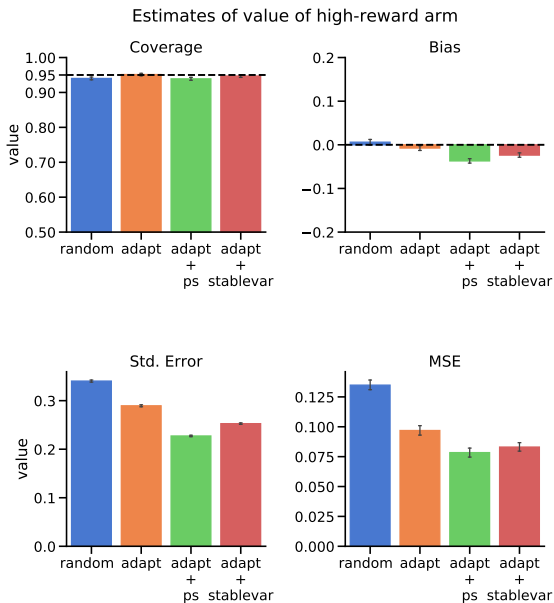 Estimates of value of high-reward arm
Coverage
Bias
value
1.00
0.95
0.90
0.80
0.70
0.60
0.50
random adapt adapt adapt
+ +
ps stablevar
0.2
0.1
0.0
−0.1
−0.2
random adapt adapt adapt
+ +
ps stablevar
Std. Error
MSE
value
0.3
0.2
0.1
0.0
random adapt adapt adapt
+ +
ps stablevar
0.125
0.100
0.075
0.050
0.025
0.000
random adapt adapt adapt
+ +
ps stablevar